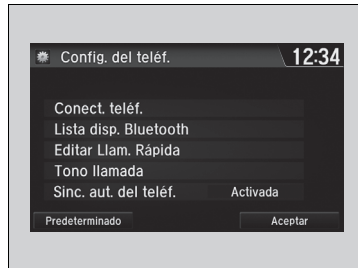 Config. del teléf.
12:34
Conect. teléf.
Lista disp. Bluetooth
Editar Llam. Rápida
Tono llamada
Sinc. aut. del teléf. Activada
Predeterminado Aceptar